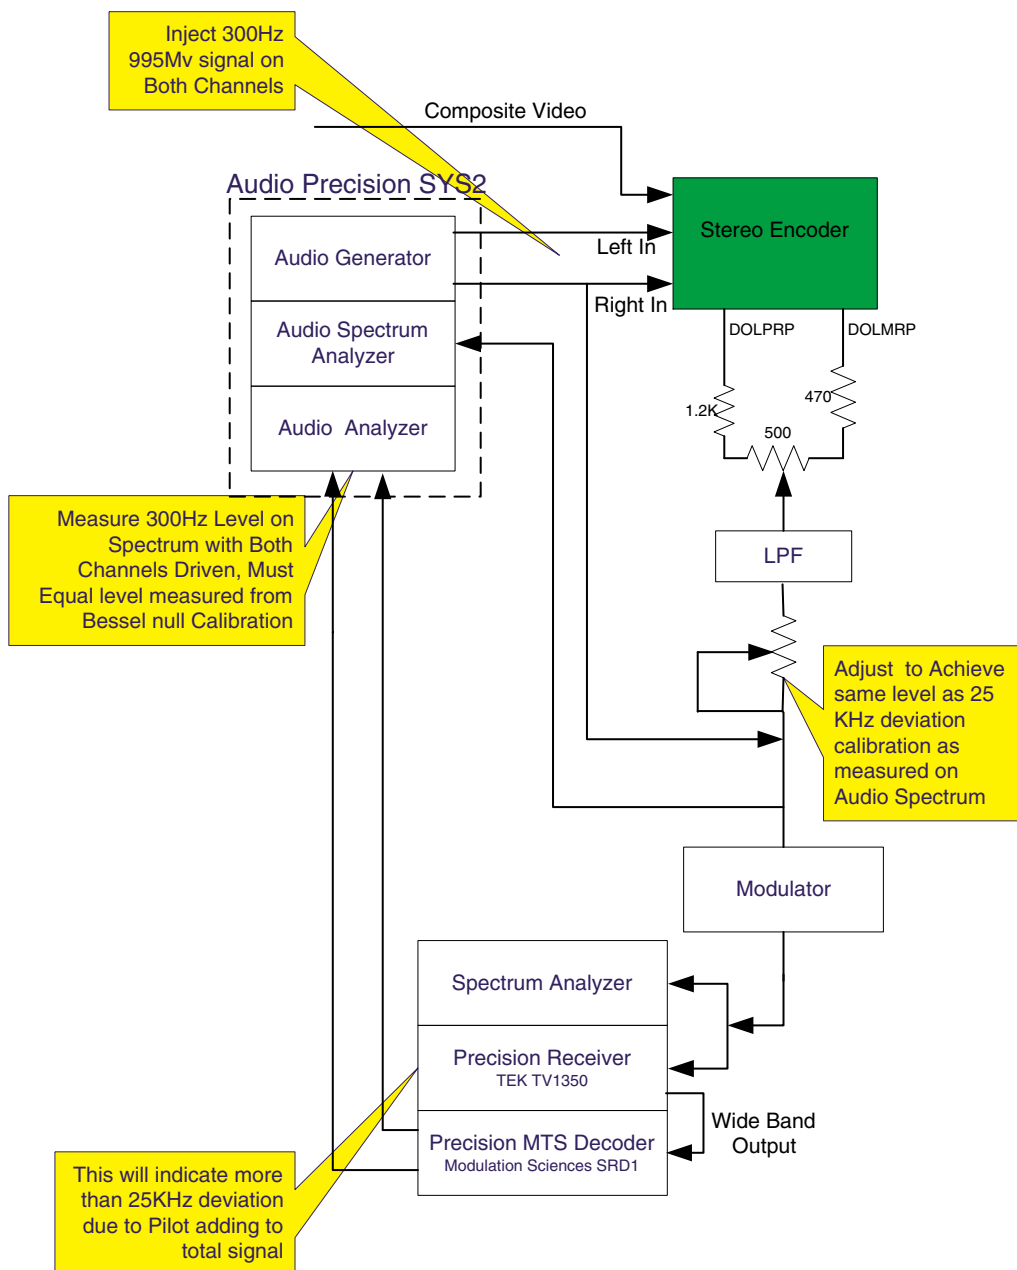 Inject 300Hz
995Mv signal on
Both Channels
Composite Video
Audio Precision SYS2
Audio Generator
Left In
Stereo Encoder
Right In
Audio Spectrum
Analyzer
DOLPRP
DOLMRP
Audio Analyzer
1.2K
470
500
Measure 300Hz Level on
Spectrum with Both
Channels Driven, Must
Equal level measured from
Bessel null Calibration
LPF
Adjust to Achieve
same level as 25
KHz deviation
calibration as
measured on
Audio Spectrum
Modulator
Spectrum Analyzer
Precision Receiver
TEK TV1350
Wide Band
Output
Precision MTS Decoder
Modulation Sciences SRD1
This will indicate more
than 25KHz deviation
due to Pilot adding to
total signal